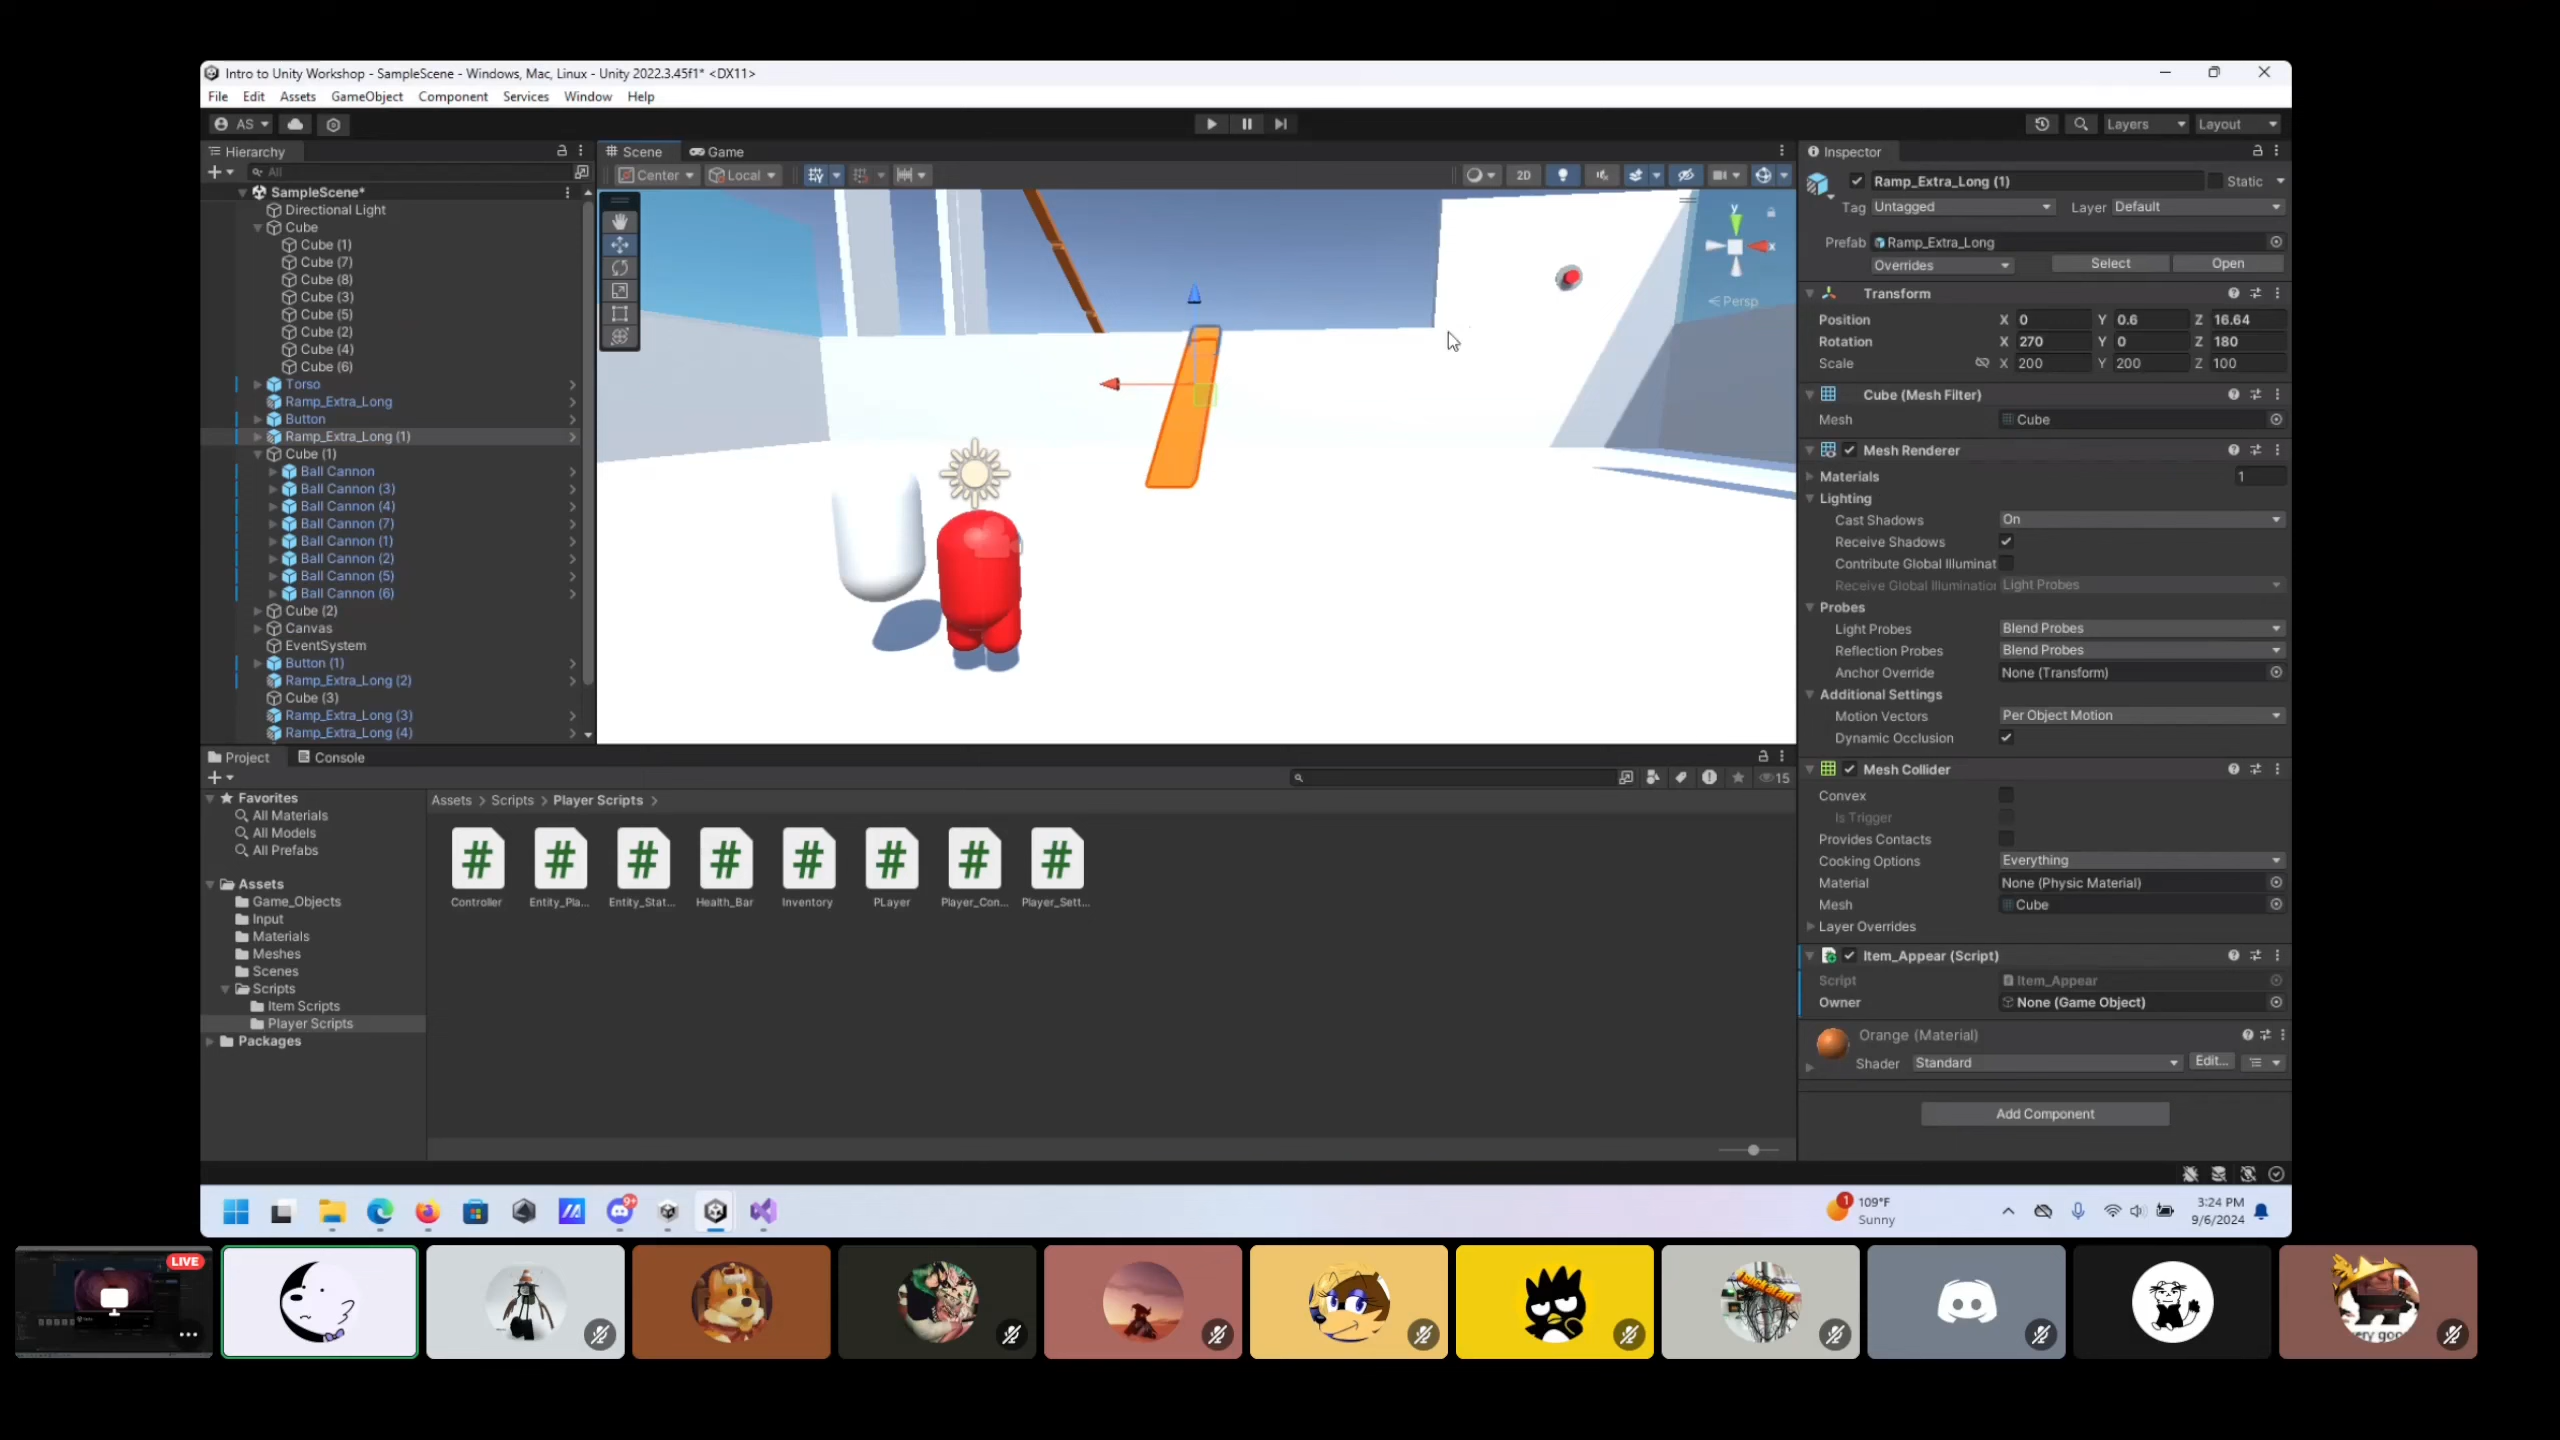 Intro to Unity Workshop - SampleScene - Windows, Mac, Linux - Unity 2022.3.45f1* <DX11>
File Edit Assets GameObject Component Services Window Help
AS Layers Layout
Hierarchy
All
SampleScene*
Directional Light
Cube
Cube (1)
Cube (7)
Cube (8)
Cube (3)
Cube (5)
Cube (2)
Cube (4)
Cube (6)
Torso
Ramp_Extra_Long
Button
Ramp_Extra_Long (1)
Cube (1)
Ball Cannon
Ball Cannon (3)
Ball Cannon (4)
Ball Cannon (7)
Ball Cannon (1)
Ball Cannon (2)
Ball Cannon (5)
Ball Cannon (6)
Cube (2)
Canvas
EventSystem
Button (1)
Ramp_Extra_Long (2)
Cube (3)
Ramp_Extra_Long (3)
Ramp_Extra_Long (4)
Scene Game
Center Local 2D
y
x
Persp
Inspector
Ramp_Extra_Long (1) Static
Tag Untagged Layer Default
Prefab Ramp_Extra_Long
Overrides Select Open
Transform
Position X 0 Y 0.6 Z 16.64
Rotation X 270 Y 0 Z 180
Scale X 200 Y 200 Z 100
Cube (Mesh Filter)
Mesh Cube
Mesh Renderer
Materials 1
Lighting
Cast Shadows On
Receive Shadows
Contribute Global Illuminat
Receive Global Illumination Light Probes
Probes
Light Probes Blend Probes
Reflection Probes Blend Probes
Anchor Override None (Transform)
Additional Settings
Motion Vectors Per Object Motion
Dynamic Occlusion
Mesh Collider
Convex
Is Trigger
Provides Contacts
Cooking Options Everything
Material None (Physic Material)
Mesh Cube
Layer Overrides
Item_Appear (Script)
Script Item_Appear
Owner None (Game Object)
Orange (Material)
Shader Standard Edit...
Add Component
Project Console
15
Favorites
All Materials
All Models
All Prefabs
Assets
Game_Objects
Input
Materials
Meshes
Scenes
Scripts
Item Scripts
Player Scripts
Packages
Assets > Scripts > Player Scripts >
# # # # # # # #
Controller Entity_Pla... Entity_Stat... Health_Bar Inventory PLayer Player_Con... Player_Sett...
9+
1
109°F
Sunny
3:24 PM
9/6/2024
LIVE